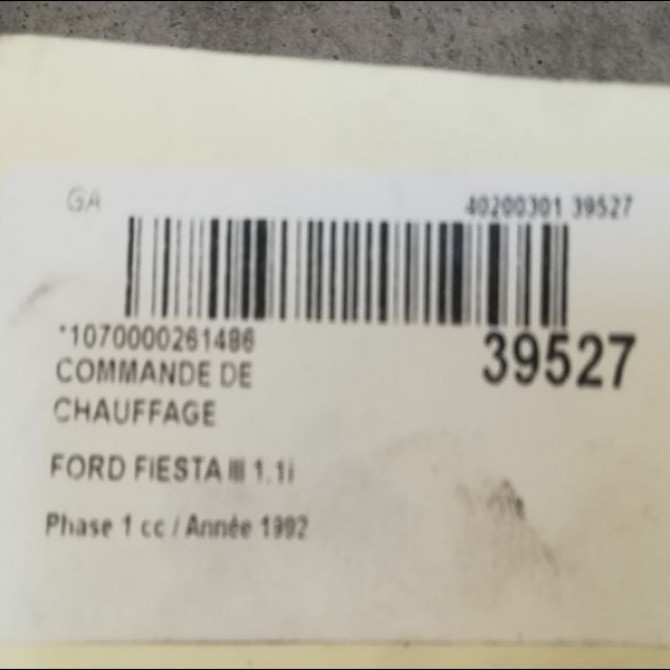 GA
40200301 39527
*1070000261486
39527
COMMANDE DE
CHAUFFAGE
FORD FIESTA III 1.1i
Phase 1 cc / Année 1992